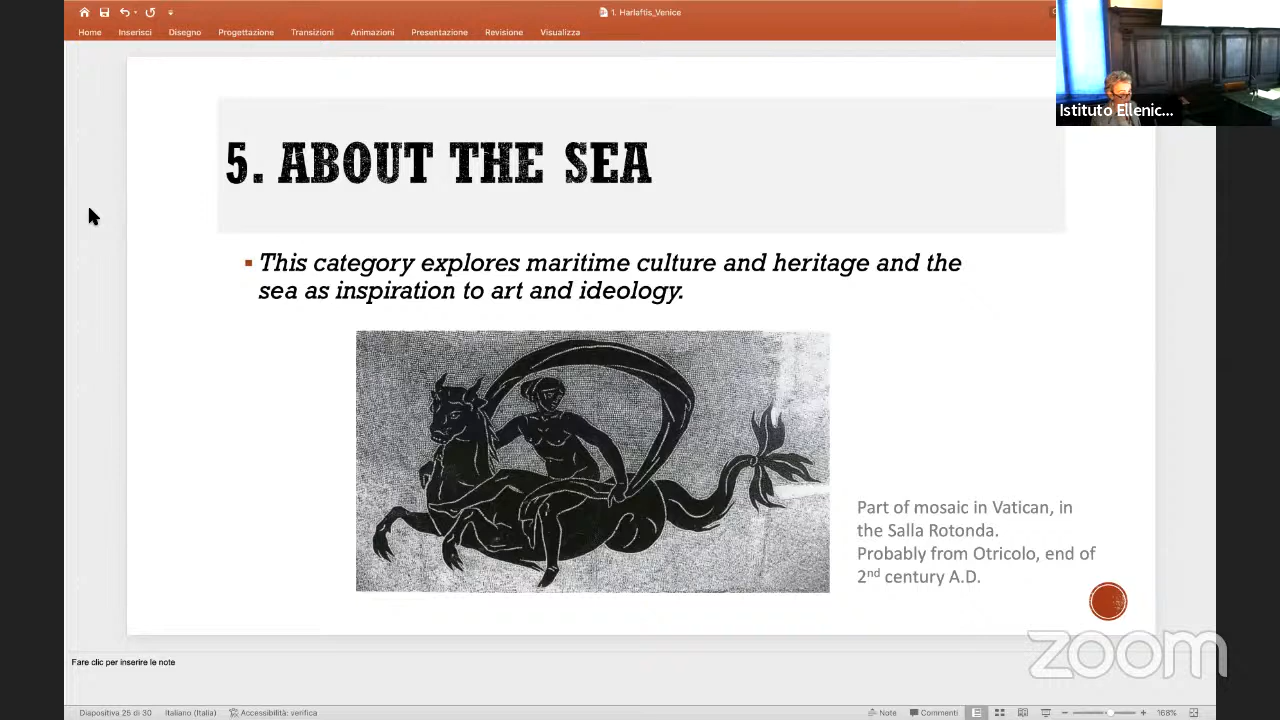 1. Harlaftis_Venice
Home Inserisci Disegno Progettazione Transizioni Animazioni Presentazione Revisione Visualizza
Istituto Ellenic...
5. ABOUT THE SEA
This category explores maritime culture and heritage and the
sea as inspiration to art and ideology.
Part of mosaic in Vatican, in
the Salla Rotonda.
Probably from Otricolo, end of
2nd century A.D.
zoom
Fare clic per inserire le note
Diapositiva 25 di 30 Italiano (Italia) Accessibilità: verifica Note Commenti 168%